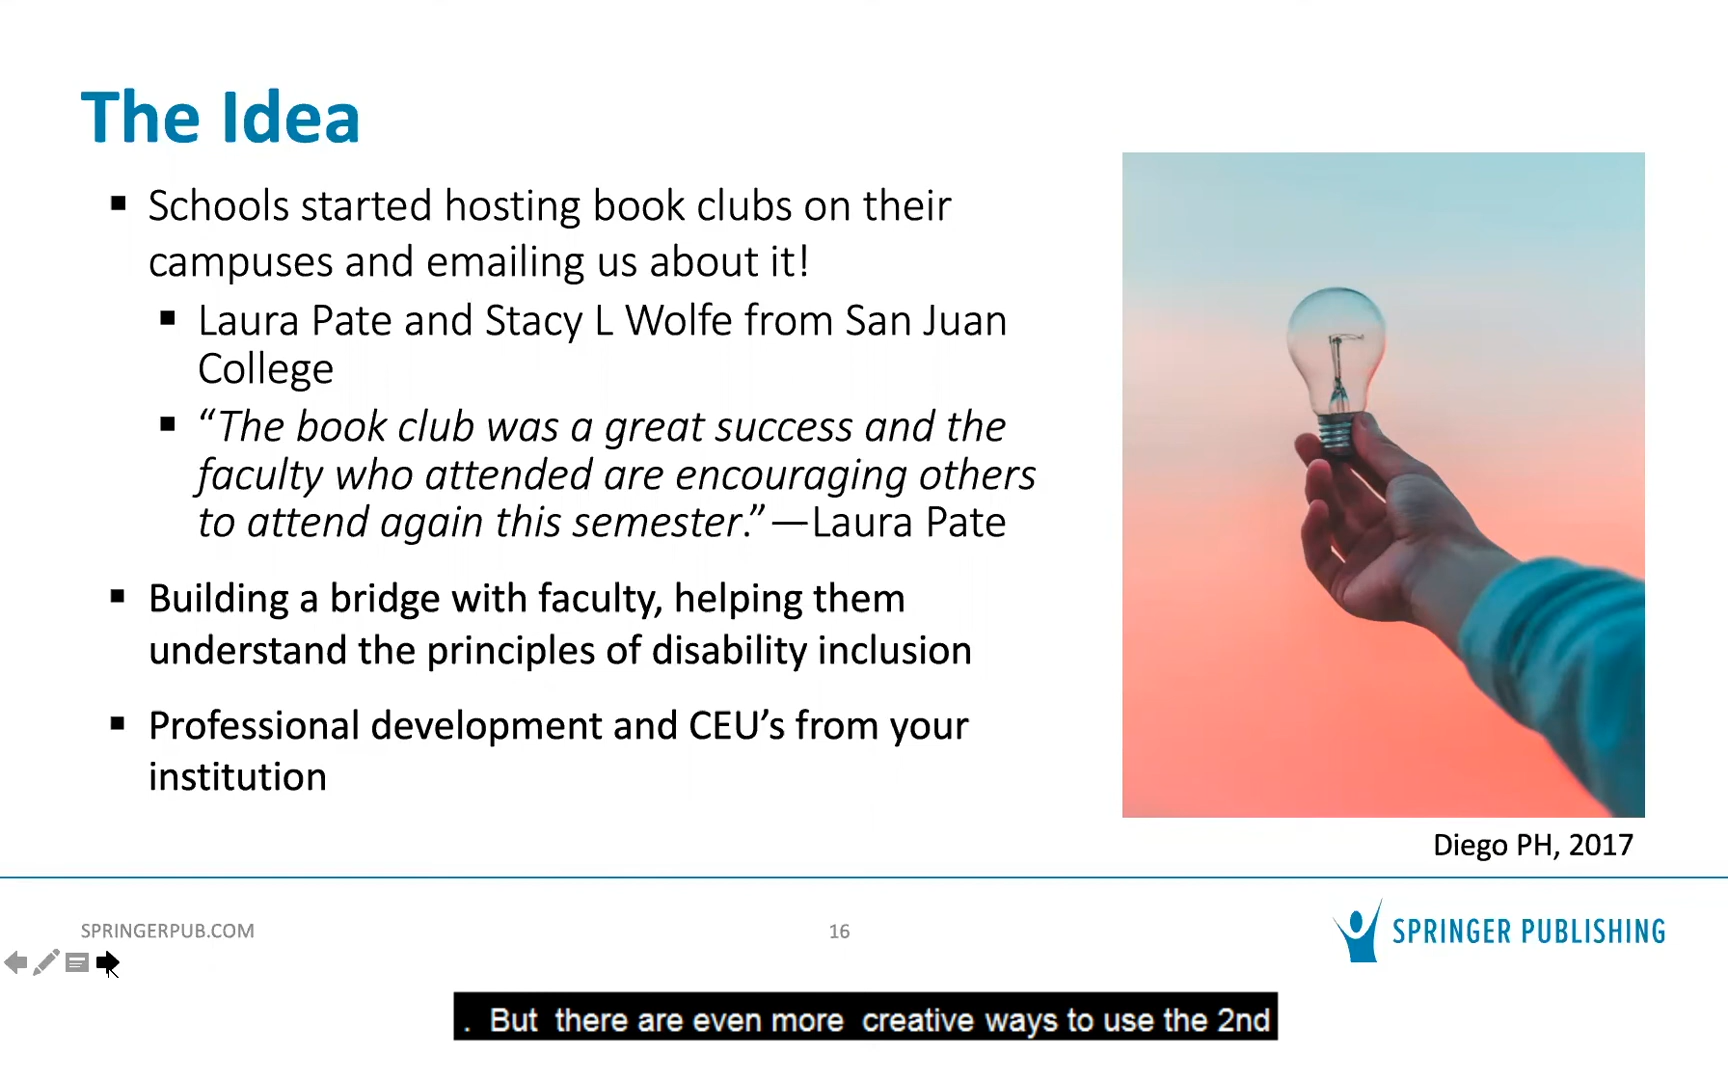 The Idea
▪ Schools started hosting book clubs on their
campuses and emailing us about it!
▪ Laura Pate and Stacy L Wolfe from San Juan
College
▪ “The book club was a great success and the
faculty who attended are encouraging others
to attend again this semester.”—Laura Pate
▪ Building a bridge with faculty, helping them
understand the principles of disability inclusion
▪ Professional development and CEU’s from your
institution
Diego PH, 2017
SPRINGERPUB.COM
16
SPRINGER PUBLISHING
. But there are even more creative ways to use the 2nd